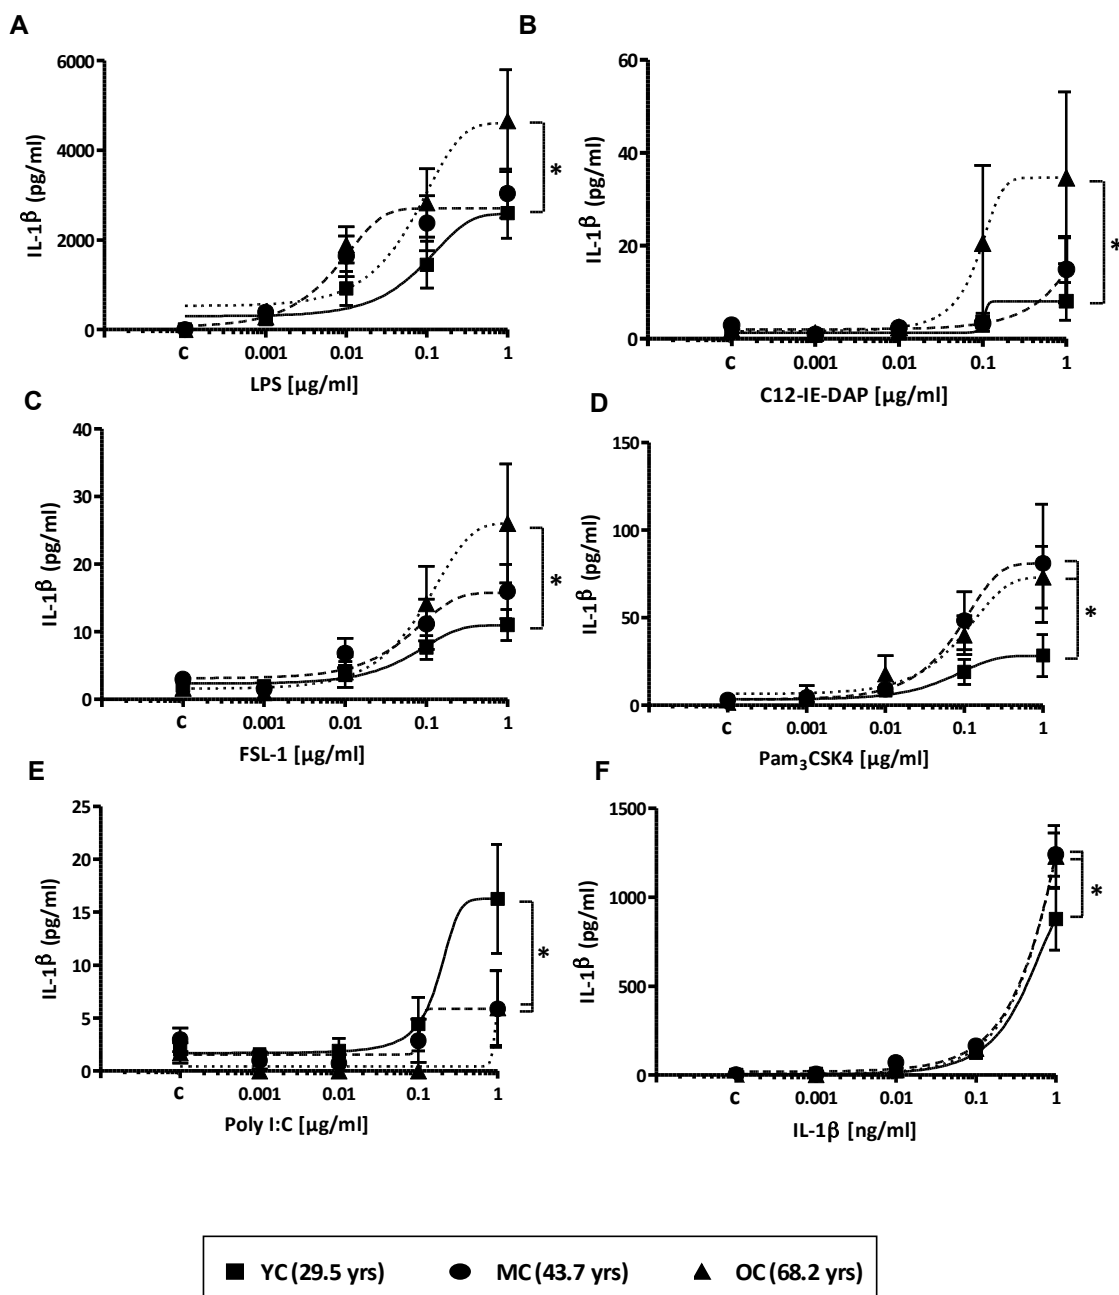 A
6000
4000
2000
0
IL-1β (pg/ml)
*
C 0.001 0.01 0.1 1
LPS [µg/ml]
B
60
40
20
0
IL-1β (pg/ml)
*
C 0.001 0.01 0.1 1
C12-IE-DAP [µg/ml]
C
40
30
20
10
0
IL-1β (pg/ml)
*
C 0.001 0.01 0.1 1
FSL-1 [µg/ml]
D
150
100
50
0
IL-1β (pg/ml)
*
C 0.001 0.01 0.1 1
Pam₃CSK4 [µg/ml]
E
25
20
15
10
5
0
IL-1β (pg/ml)
*
C 0.001 0.01 0.1 1
Poly I:C [µg/ml]
F
1500
1000
500
0
IL-1β (pg/ml)
*
C 0.001 0.01 0.1 1
IL-1β [ng/ml]
YC (29.5 yrs) MC (43.7 yrs) OC (68.2 yrs)